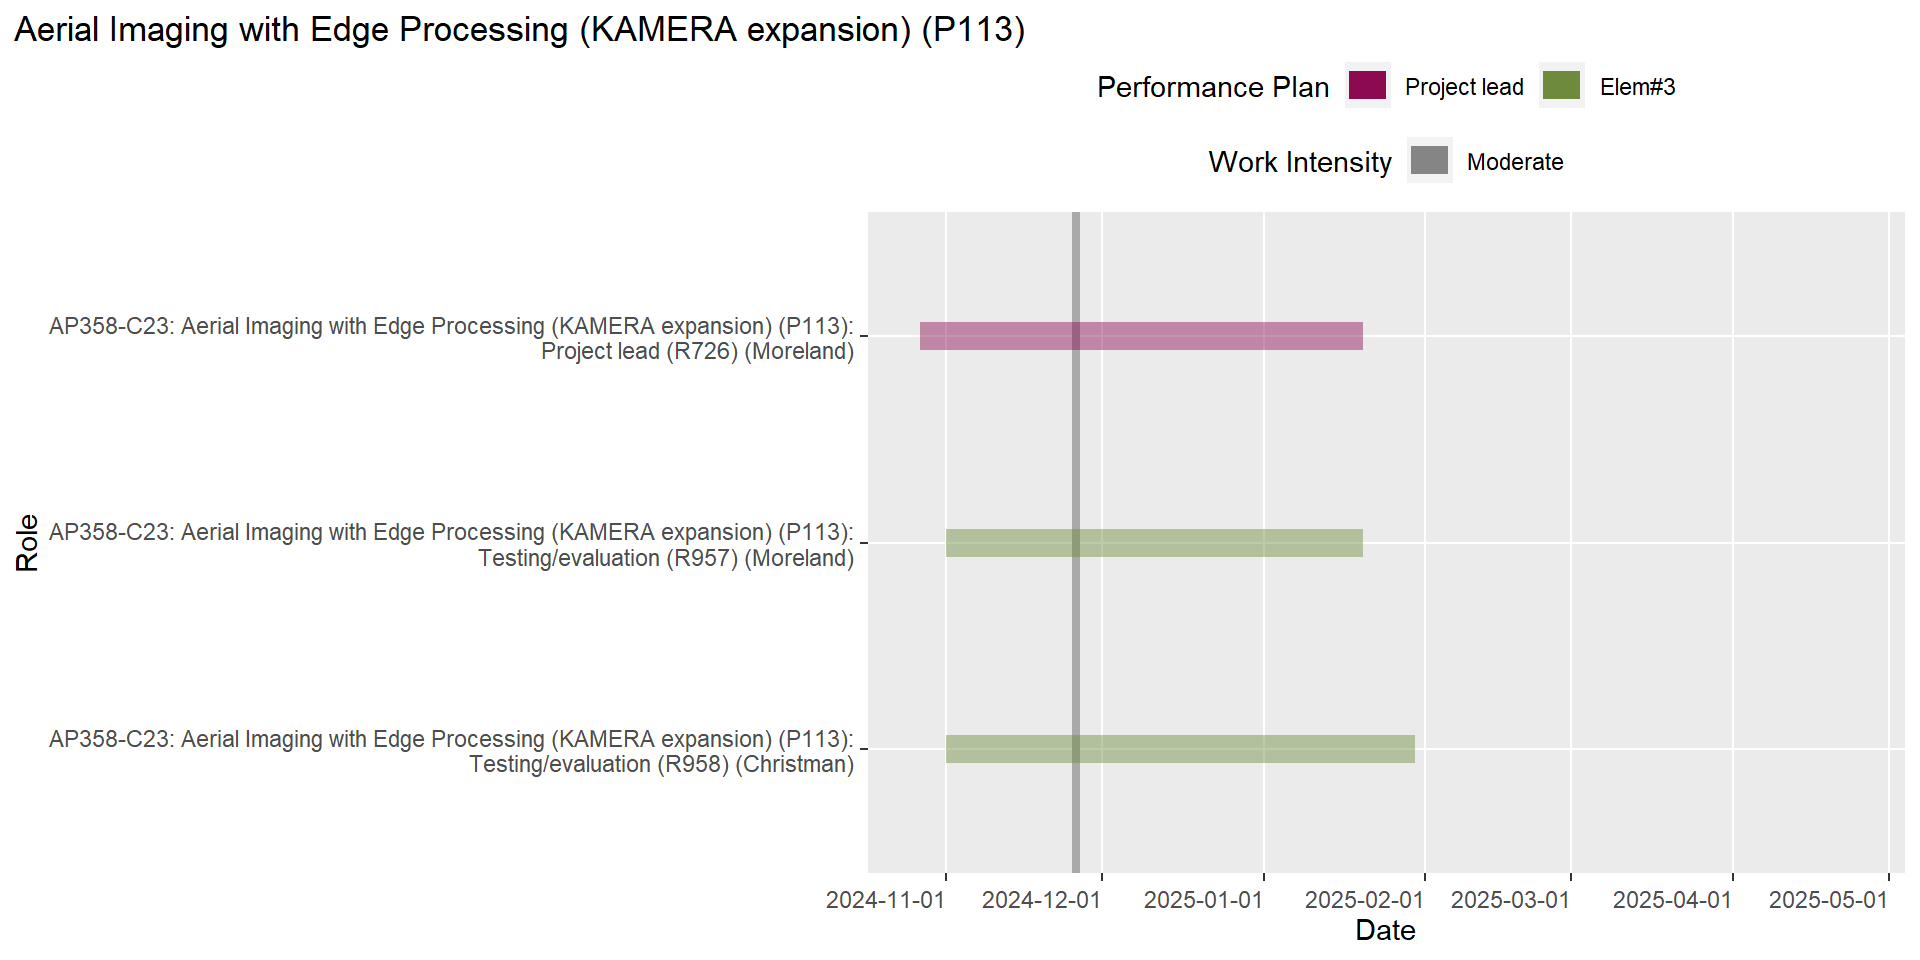 Aerial Imaging with Edge Processing (KAMERA expansion) (P113)
Performance Plan Project lead Elem#3
Work Intensity Moderate
AP358-C23: Aerial Imaging with Edge Processing (KAMERA expansion) (P113):
Project lead (R726) (Moreland)
Role
AP358-C23: Aerial Imaging with Edge Processing (KAMERA expansion) (P113):
Testing/evaluation (R957) (Moreland)
AP358-C23: Aerial Imaging with Edge Processing (KAMERA expansion) (P113):
Testing/evaluation (R958) (Christman)
2024-11-01 2024-12-01 2025-01-01 2025-02-01 2025-03-01 2025-04-01 2025-05-01
Date